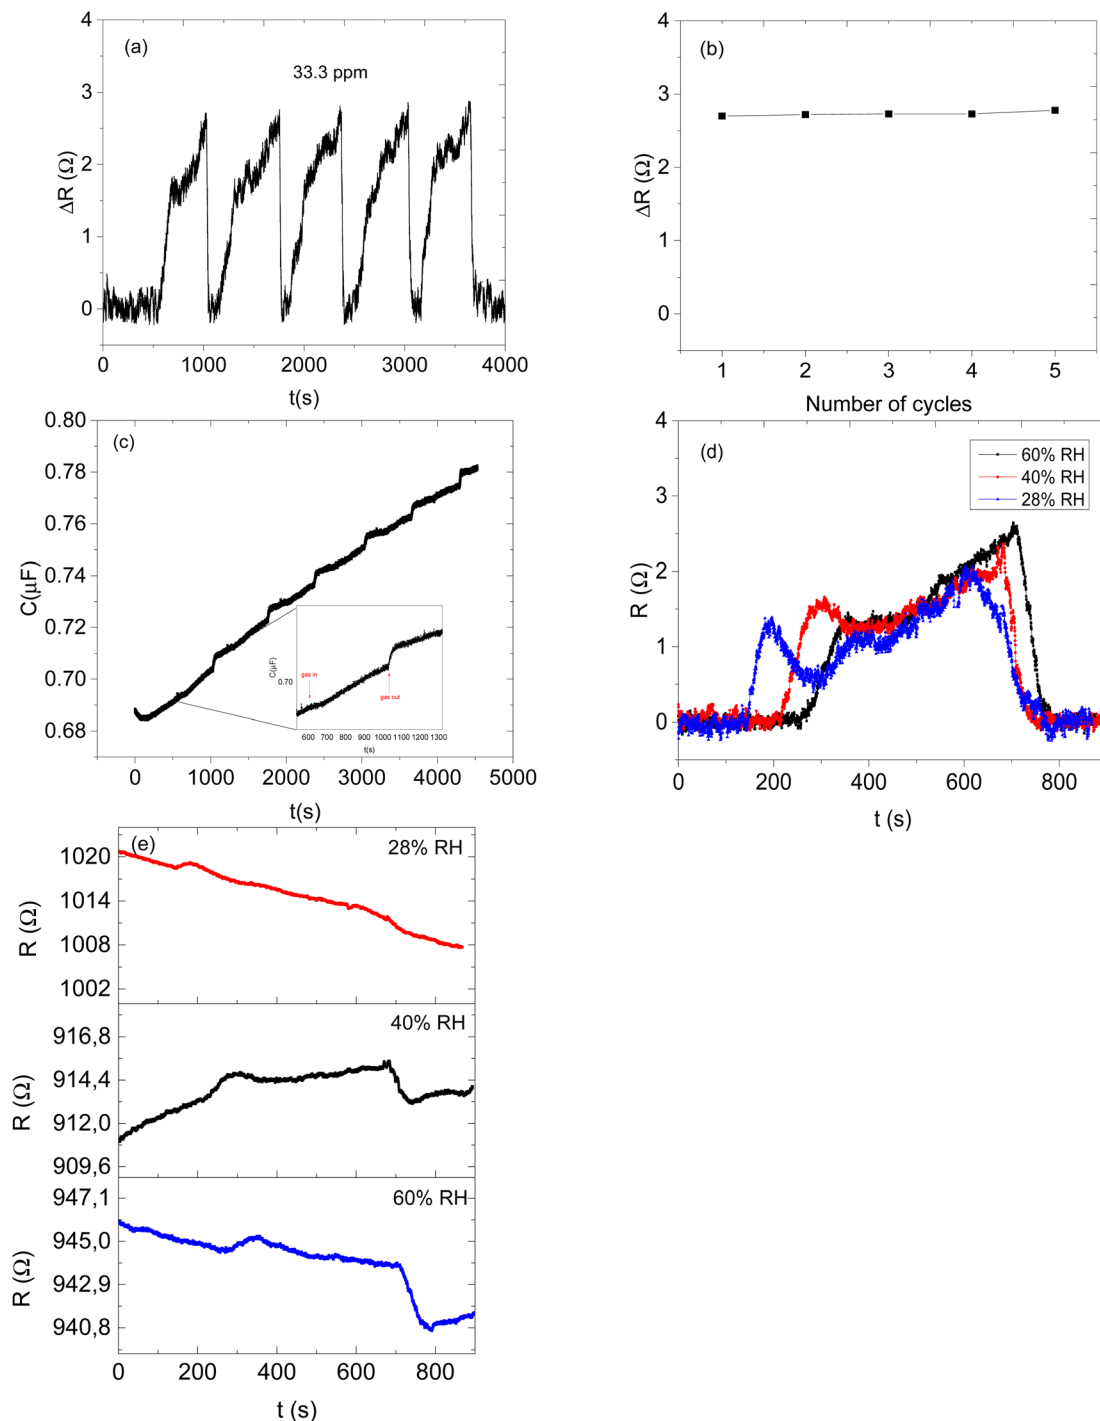 (a)
33.3 ppm
4
3
2
1
0
ΔR (Ω)
0 1000 2000 3000 4000
t(s)
(b)
4
3
2
1
0
ΔR (Ω)
1 2 3 4 5
Number of cycles
(c)
0.80
0.78
0.76
0.74
0.72
0.70
0.68
C(μF)
C(μF)
0.70
gas in
gas out
600 700 800 900 1000 1100 1200 1300
t(s)
0 1000 2000 3000 4000 5000
t(s)
(d)
60% RH
40% RH
28% RH
4
3
2
1
0
R (Ω)
0 200 400 600 800
t (s)
(e)
28% RH
1020
1014
1008
1002
R (Ω)
40% RH
916,8
914,4
912,0
909,6
R (Ω)
60% RH
947,1
945,0
942,9
940,8
R (Ω)
0 200 400 600 800
t (s)